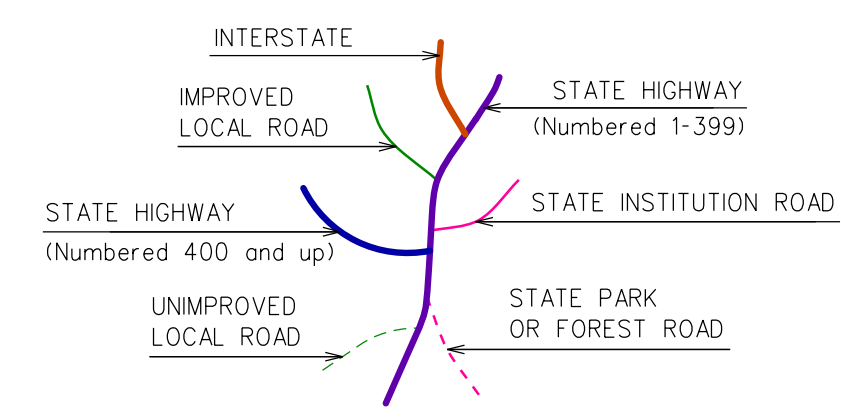 INTERSTATE
STATE HIGHWAY
(Numbered 1-399)
IMPROVED
LOCAL ROAD
STATE INSTITUTION ROAD
STATE HIGHWAY
(Numbered 400 and up)
UNIMPROVED
LOCAL ROAD
STATE PARK
OR FOREST ROAD